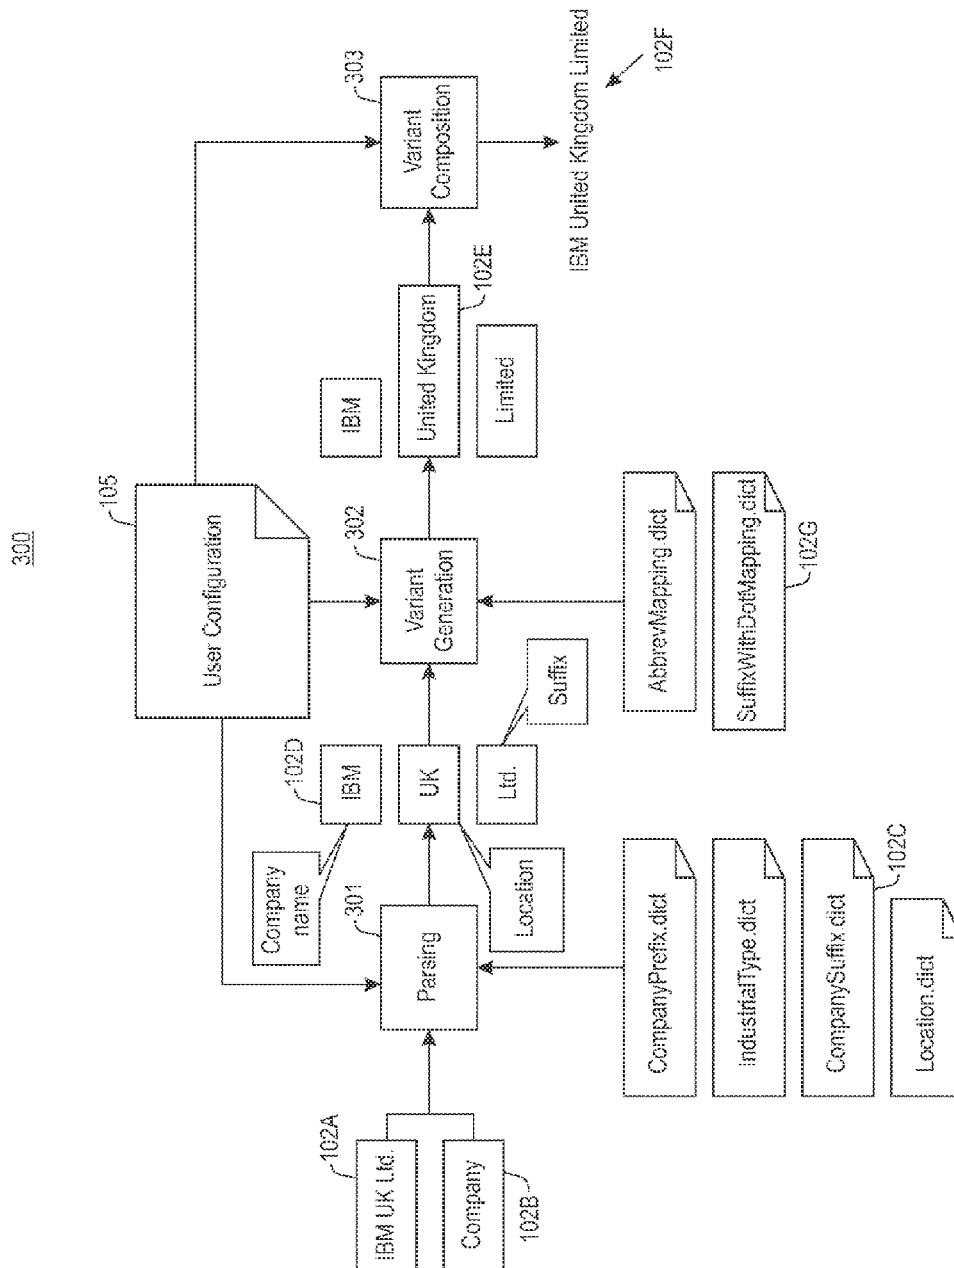 300
User Configuration
105
IBM UK Ltd.
102A
Company
102B
Parsing
301
Company
name
IBM
102D
UK
Location
Ltd.
Suffix
Variant
Generation
302
IBM
United Kingdom
102E
Limited
Variant
Composition
303
IBM United Kingdom Limited
102F
CompanyPrefix.dict
IndustrialType.dict
CompanySuffix.dict
102C
Location.dict
AbbrevMapping.dict
SuffixWithDotMapping.dict
102G